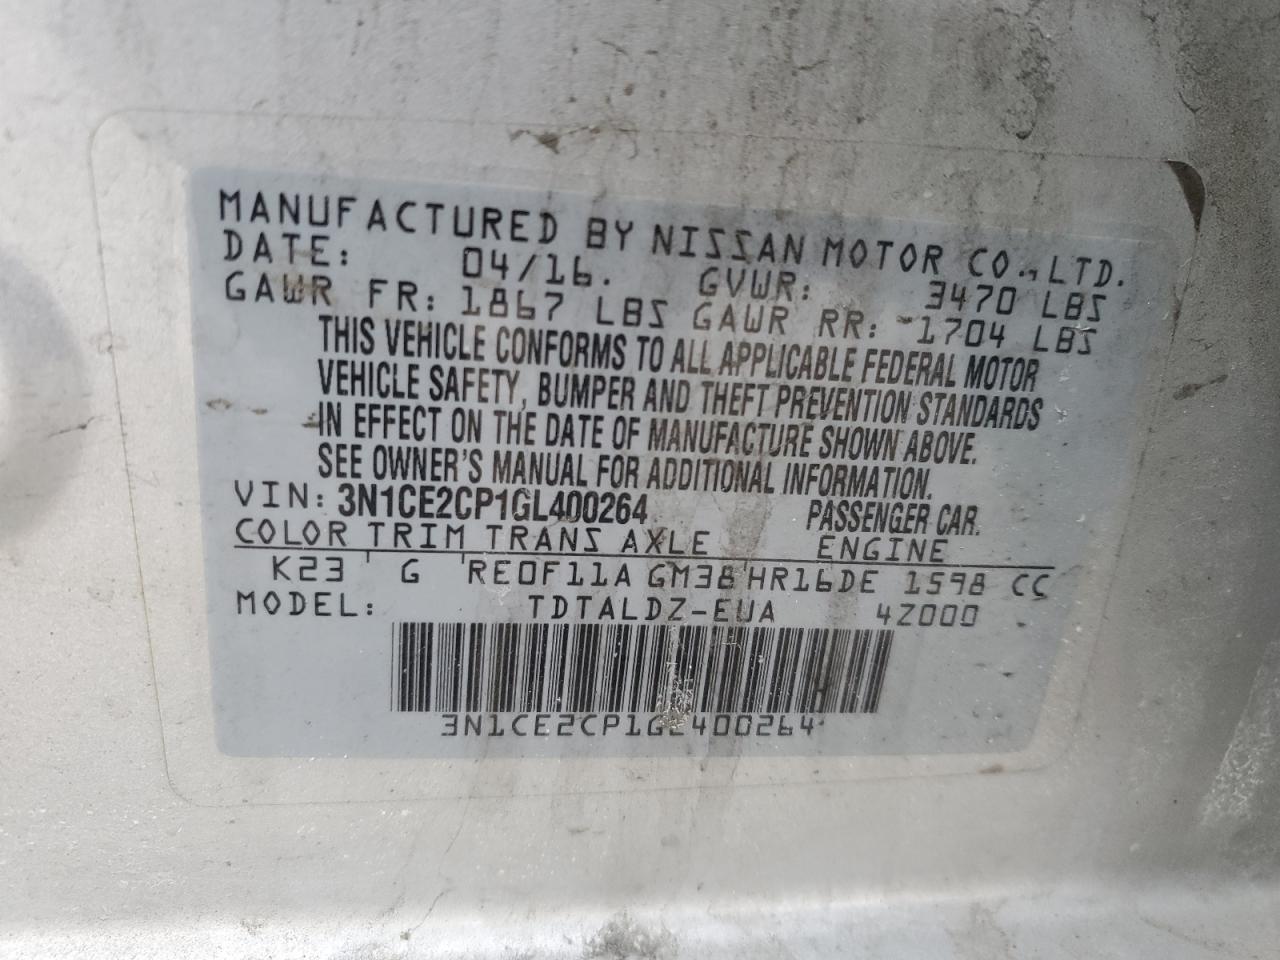 MANUFACTURED BY NISSAN MOTOR CO., LTD.
DATE: 04/16. GVWR: 3470 LBS
GAWR FR: 1867 LBS GAWR RR: 1704 LBS
THIS VEHICLE CONFORMS TO ALL APPLICABLE FEDERAL MOTOR
VEHICLE SAFETY, BUMPER AND THEFT PREVENTION STANDARDS
IN EFFECT ON THE DATE OF MANUFACTURE SHOWN ABOVE.
SEE OWNER'S MANUAL FOR ADDITIONAL INFORMATION.
VIN: 3N1CE2CP1GL400264 PASSENGER CAR.
COLOR TRIM TRANS AXLE ENGINE
K23 G RE0F11A GM38 HR16DE 1598 CC
MODEL: TDTALDZ-EUA 4Z000
3N1CE2CP1GL400264